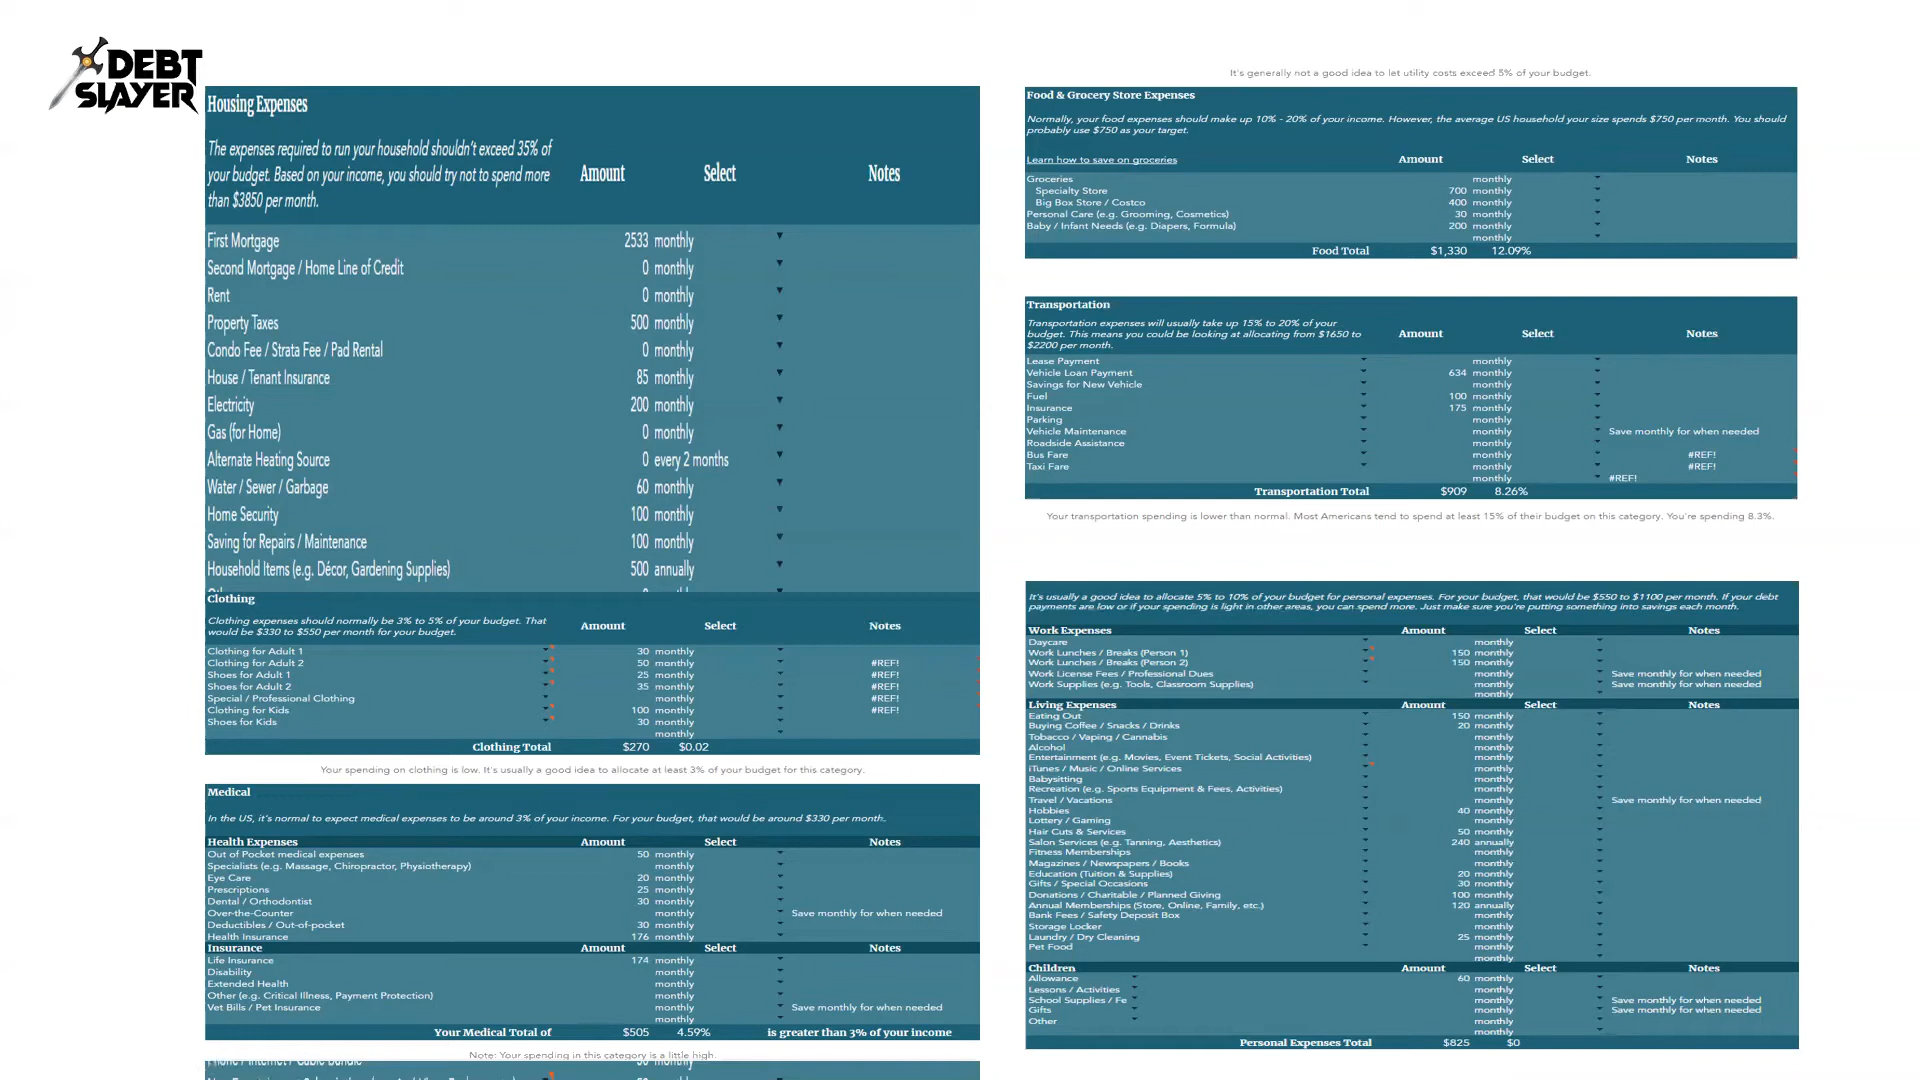 DEBT
SLAYER
Housing Expenses
The expenses required to run your household shouldn't exceed 35% of
your budget. Based on your income, you should try not to spend more
than $3850 per month.
Amount Select Notes
First Mortgage 2533 monthly
Second Mortgage / Home Line of Credit 0 monthly
Rent 0 monthly
Property Taxes 500 monthly
Condo Fee / Strata Fee / Pad Rental 0 monthly
House / Tenant Insurance 85 monthly
Electricity 200 monthly
Gas (for Home) 0 monthly
Alternate Heating Source 0 every 2 months
Water / Sewer / Garbage 60 monthly
Home Security 100 monthly
Saving for Repairs / Maintenance 100 monthly
Household Items (e.g. Décor, Gardening Supplies) 500 annually
Clothing
Clothing expenses should normally be 3% to 5% of your budget. That
would be $330 to $550 per month for your budget.
Amount Select Notes
Clothing for Adult 1 30 monthly
Clothing for Adult 2 50 monthly #REF!
Shoes for Adult 1 25 monthly #REF!
Shoes for Adult 2 35 monthly #REF!
Special / Professional Clothing monthly #REF!
Clothing for Kids 100 monthly #REF!
Shoes for Kids 30 monthly
monthly
Clothing Total $270 $0.02
Your spending on clothing is low. It's usually a good idea to allocate at least 3% of your budget for this category.
Medical
In the US, it's normal to expect medical expenses to be around 3% of your income. For your budget, that would be around $330 per month.
Health Expenses Amount Select Notes
Out of Pocket medical expenses 50 monthly
Specialists (e.g. Massage, Chiropractor, Physiotherapy) monthly
Eye Care 20 monthly
Prescriptions 25 monthly
Dental / Orthodontist 30 monthly
Over-the-Counter monthly Save monthly for when needed
Deductibles / Out-of-pocket 30 monthly
Health Insurance 176 monthly
Insurance Amount Select Notes
Life Insurance 174 monthly
Disability monthly
Extended Health monthly
Other (e.g. Critical Illness, Payment Protection) monthly
Vet Bills / Pet Insurance monthly Save monthly for when needed
monthly
Your Medical Total of $505 4.59% is greater than 3% of your income
Note: Your spending in this category is a little high.
It's generally not a good idea to let utility costs exceed 5% of your budget.
Food & Grocery Store Expenses
Normally, your food expenses should make up 10% - 20% of your income. However, the average US household your size spends $750 per month. You should
probably use $750 as your target.
Learn how to save on groceries Amount Select Notes
Groceries monthly
Specialty Store 700 monthly
Big Box Store / Costco 400 monthly
Personal Care (e.g. Grooming, Cosmetics) 30 monthly
Baby / Infant Needs (e.g. Diapers, Formula) 200 monthly
monthly
Food Total $1,330 12.09%
Transportation
Transportation expenses will usually take up 15% to 20% of your
budget. This means you could be looking at allocating from $1650 to
$2200 per month.
Amount Select Notes
Lease Payment monthly
Vehicle Loan Payment 634 monthly
Savings for New Vehicle monthly
Fuel 100 monthly
Insurance 175 monthly
Parking monthly
Vehicle Maintenance monthly Save monthly for when needed
Roadside Assistance monthly
Bus Fare monthly #REF!
Taxi Fare monthly #REF!
monthly #REF!
Transportation Total $909 8.26%
Your transportation spending is lower than normal. Most Americans tend to spend at least 15% of their budget on this category. You're spending 8.3%.
It's usually a good idea to allocate 5% to 10% of your budget for personal expenses. For your budget, that would be $550 to $1100 per month. If your debt
payments are low or if your spending is light in other areas, you can spend more. Just make sure you're putting something into savings each month.
Work Expenses Amount Select Notes
Daycare monthly
Work Lunches / Breaks (Person 1) 150 monthly
Work Lunches / Breaks (Person 2) 150 monthly
Work License Fees / Professional Dues monthly Save monthly for when needed
Work Supplies (e.g. Tools, Classroom Supplies) monthly Save monthly for when needed
monthly
Living Expenses Amount Select Notes
Eating Out 150 monthly
Buying Coffee / Snacks / Drinks 20 monthly
Tobacco / Vaping / Cannabis monthly
Alcohol monthly
Entertainment (e.g. Movies, Event Tickets, Social Activities) monthly
iTunes / Music / Online Services monthly
Babysitting monthly
Recreation (e.g. Sports Equipment & Fees, Activities) monthly
Travel / Vacations monthly Save monthly for when needed
Hobbies 40 monthly
Lottery / Gaming monthly
Hair Cuts & Services 50 monthly
Salon Services (e.g. Tanning, Aesthetics) 240 annually
Fitness Memberships monthly
Magazines / Newspapers / Books monthly
Education (Tuition & Supplies) 20 monthly
Gifts / Special Occasions 30 monthly
Donations / Charitable / Planned Giving 100 monthly
Annual Memberships (Store, Online, Family, etc.) 120 annually
Bank Fees / Safety Deposit Box monthly
Storage Locker monthly
Laundry / Dry Cleaning 25 monthly
Pet Food monthly
monthly
Children Amount Select Notes
Allowance 60 monthly
Lessons / Activities monthly
School Supplies / Fe monthly Save monthly for when needed
Gifts monthly Save monthly for when needed
Other monthly
monthly
Personal Expenses Total $825 $0